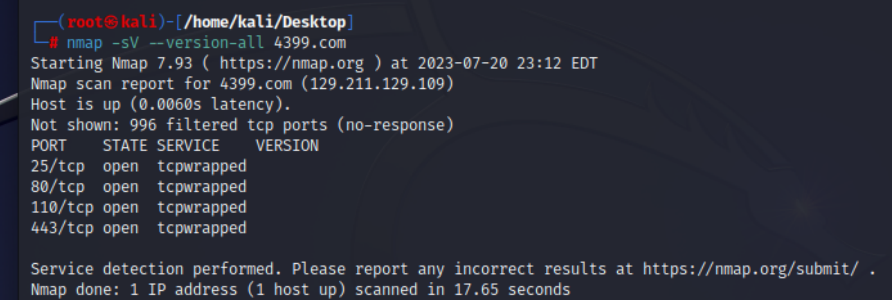 ┌──(root㉿kali)-[/home/kali/Desktop]
└─# nmap -sV --version-all 4399.com
Starting Nmap 7.93 ( https://nmap.org ) at 2023-07-20 23:12 EDT
Nmap scan report for 4399.com (129.211.129.109)
Host is up (0.0060s latency).
Not shown: 996 filtered tcp ports (no-response)
PORT    STATE SERVICE    VERSION
25/tcp  open  tcpwrapped
80/tcp  open  tcpwrapped
110/tcp open  tcpwrapped
443/tcp open  tcpwrapped

Service detection performed. Please report any incorrect results at https://nmap.org/submit/ .
Nmap done: 1 IP address (1 host up) scanned in 17.65 seconds